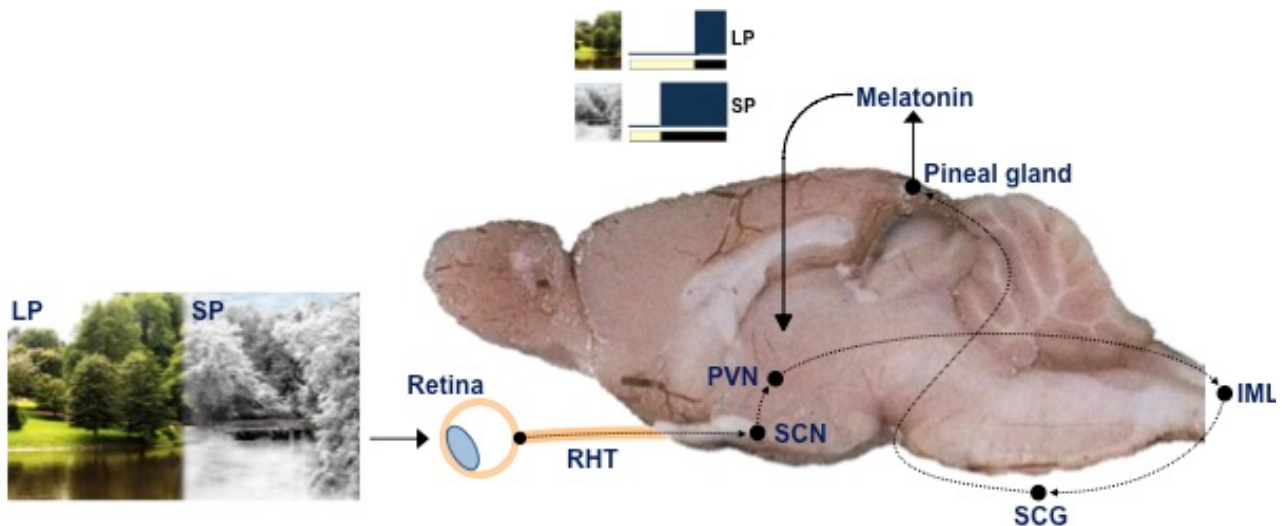 LP
SP
Melatonin
Pineal gland
LP
SP
Retina
PVN
IML
SCN
RHT
SCG